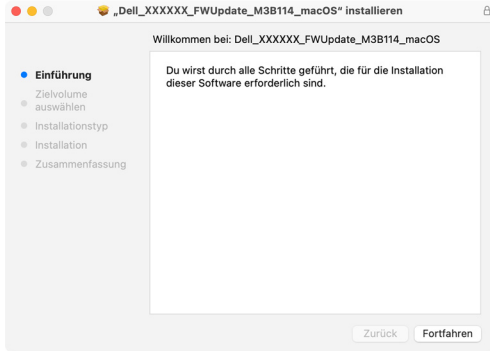 „Dell_XXXXXX_FWUpdate_M3B114_macOS“ installieren
Willkommen bei: Dell_XXXXXX_FWUpdate_M3B114_macOS
Einführung
Zielvolume
auswählen
Installationstyp
Installation
Zusammenfassung
Du wirst durch alle Schritte geführt, die für die Installation
dieser Software erforderlich sind.
Zurück
Fortfahren